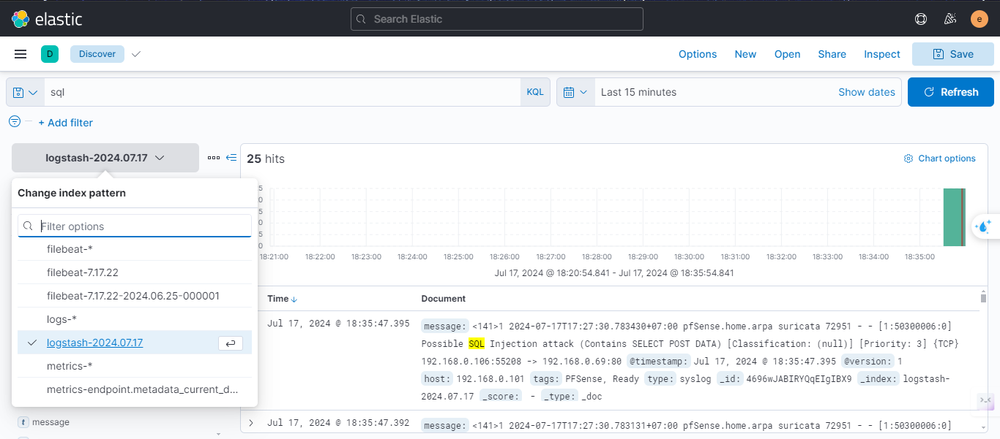 elastic
Search Elastic
e
D
Discover
Options
New
Open
Share
Inspect
Save
sql
KQL
Last 15 minutes
Show dates
Refresh
+ Add filter
logstash-2024.07.17
25 hits
Chart options
Change index pattern
Filter options
filebeat-*
filebeat-7.17.22
filebeat-7.17.22-2024.06.25-000001
logs-*
logstash-2024.07.17
metrics-*
metrics-endpoint.metadata_current_d...
t message
5
0
5
0
5
0
18:21:00 18:22:00 18:23:00 18:24:00 18:25:00 18:26:00 18:27:00 18:28:00 18:29:00 18:30:00 18:31:00 18:32:00 18:33:00 18:34:00 18:35:00
Jul 17, 2024 @ 18:20:54.841 - Jul 17, 2024 @ 18:35:54.841
Time Document
Jul 17, 2024 @ 18:35:47.395
message: <141>1 2024-07-17T17:27:30.783430+07:00 pfSense.home.arpa suricata 72951 - - [1:50300006:0]
Possible SQL Injection attack (Contains SELECT POST DATA) [Classification: (null)] [Priority: 3] {TCP}
192.168.0.106:55208 -> 192.168.0.69:80 @timestamp: Jul 17, 2024 @ 18:35:47.395 @version: 1
host: 192.168.0.101 tags: PFSense, Ready type: syslog _id: 4696wJABIRYQqEIgIBX9 _index: logstash-
2024.07.17 _score: - _type: _doc
Jul 17, 2024 @ 18:35:47.392
message: <141>1 2024-07-17T17:27:30.783131+07:00 pfSense.home.arpa suricata 72951 - - [1:50300006:0]